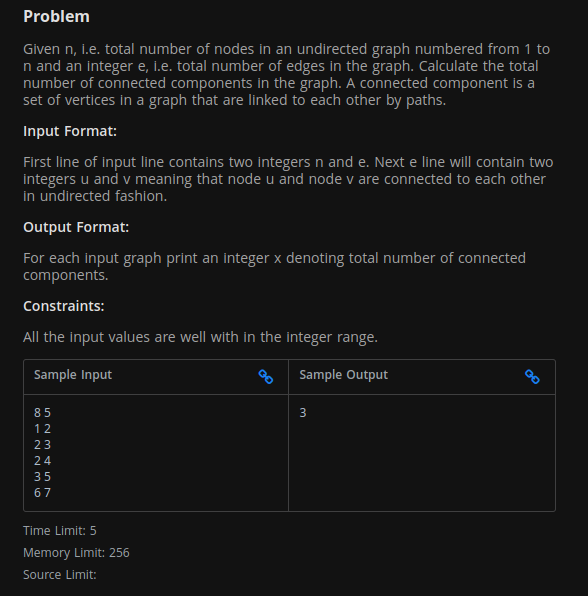 Problem
Given n, i.e. total number of nodes in an undirected graph numbered from 1 to
n and an integer e, i.e. total number of edges in the graph. Calculate the total
number of connected components in the graph. A connected component is a
set of vertices in a graph that are linked to each other by paths.
Input Format:
First line of input line contains two integers n and e. Next e line will contain two
integers u and v meaning that node u and node v are connected to each other
in undirected fashion.
Output Format:
For each input graph print an integer x denoting total number of connected
components.
Constraints:
All the input values are well with in the integer range.
Sample Input
Sample Output
8 5
1 2
2 3
2 4
3 5
6 7
3
Time Limit: 5
Memory Limit: 256
Source Limit: